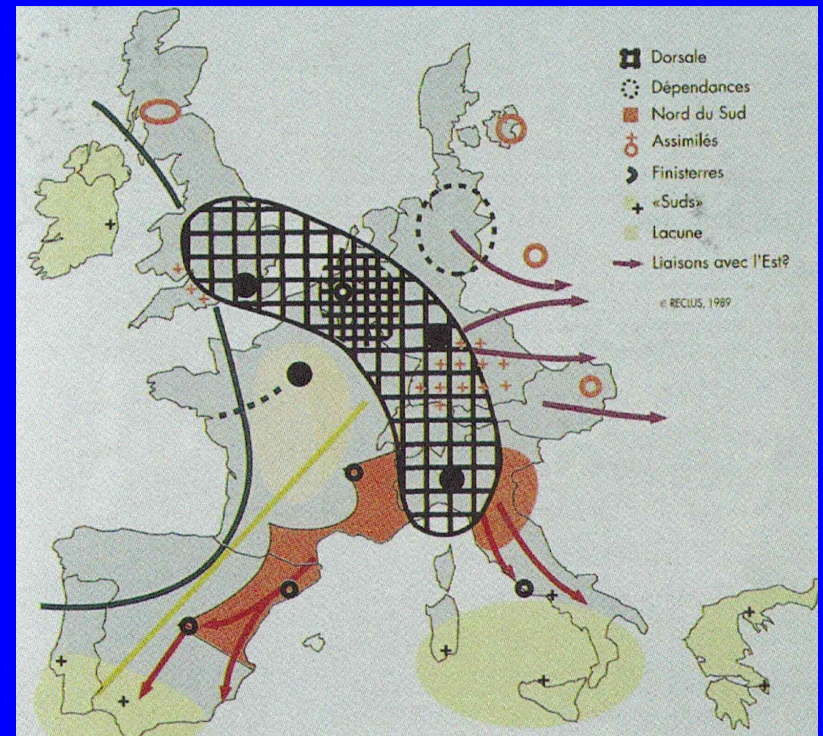 Dorsale
Dépendances
Nord du Sud
Assimilés
Finisterres
«Suds»
Lacune
Liaisons avec l'Est?
© RECLUS, 1989